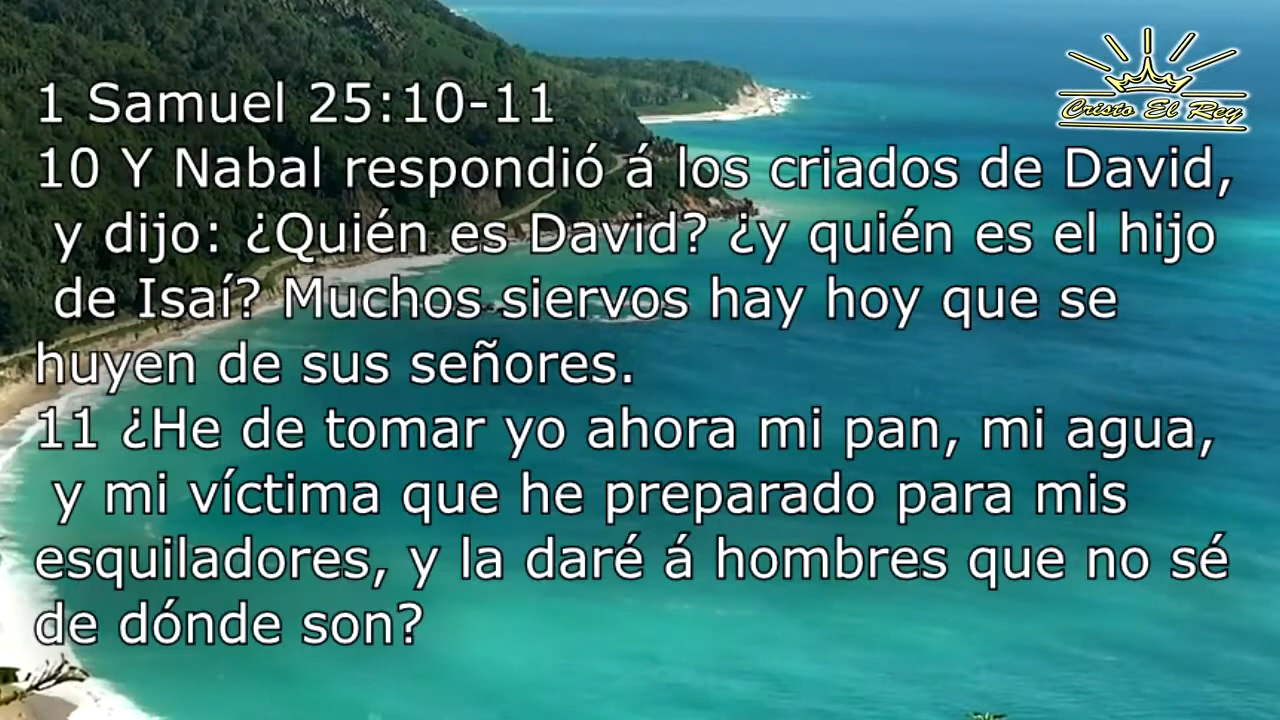 1 Samuel 25:10-11
10 Y Nabal respondió á los criados de David,
y dijo: ¿Quién es David? ¿y quién es el hijo
de Isaí? Muchos siervos hay hoy que se
huyen de sus señores.
11 ¿He de tomar yo ahora mi pan, mi agua,
y mi víctima que he preparado para mis
esquiladores, y la daré á hombres que no sé
de dónde son?
Cristo El Rey